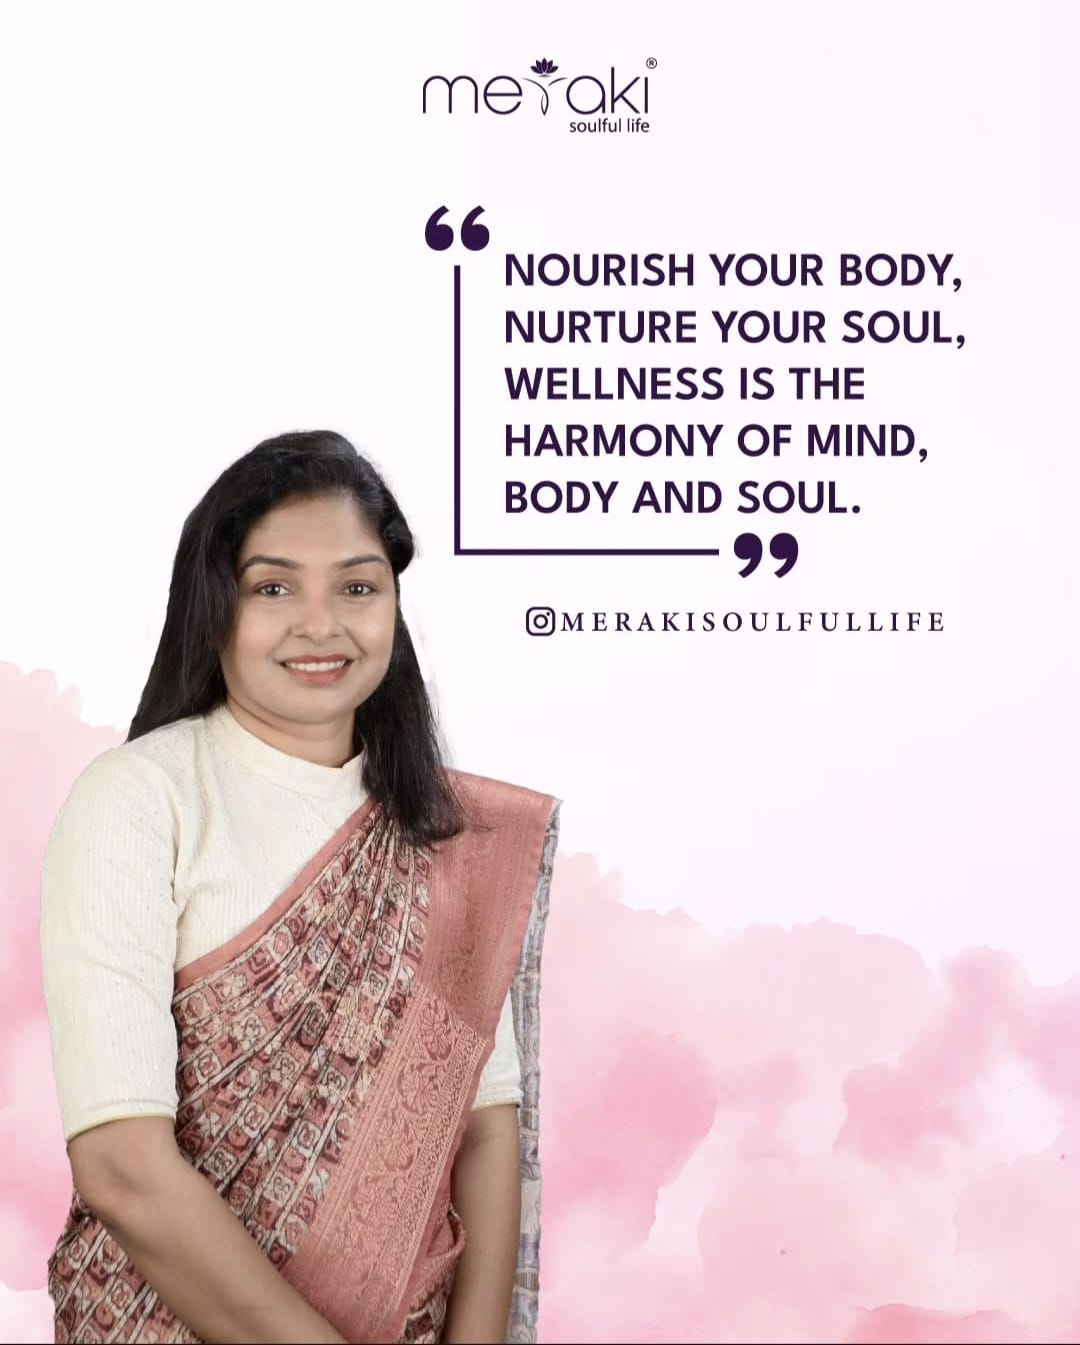 meraki®
soulful life
“
NOURISH YOUR BODY,
NURTURE YOUR SOUL,
WELLNESS IS THE
HARMONY OF MIND,
BODY AND SOUL.
”
MERAKISOULFULLIFE